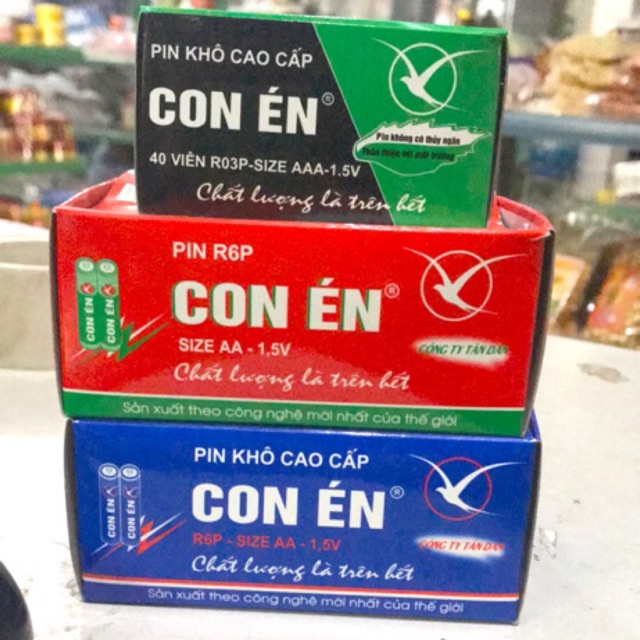 PIN KHÔ CAO CẤP
CON ÉN®
40 VIÊN R03P-SIZE AAA-1.5V
Chất lượng là trên hết
Pin không có thủy ngân
Thân thiện với môi trường
PIN R6P
CON ÉN®
SIZE AA - 1,5V
Chất lượng là trên hết
CON ÉN
CON ÉN
CÔNG TY TÂN DÂN
Sản xuất theo công nghệ mới nhất của thế giới
PIN KHÔ CAO CẤP
CON ÉN®
R6P - SIZE AA - 1,5V
Chất lượng là trên hết
CON ÉN
CON ÉN
CÔNG TY TÂN DÂN
Sản xuất theo công nghệ mới nhất của thế giới